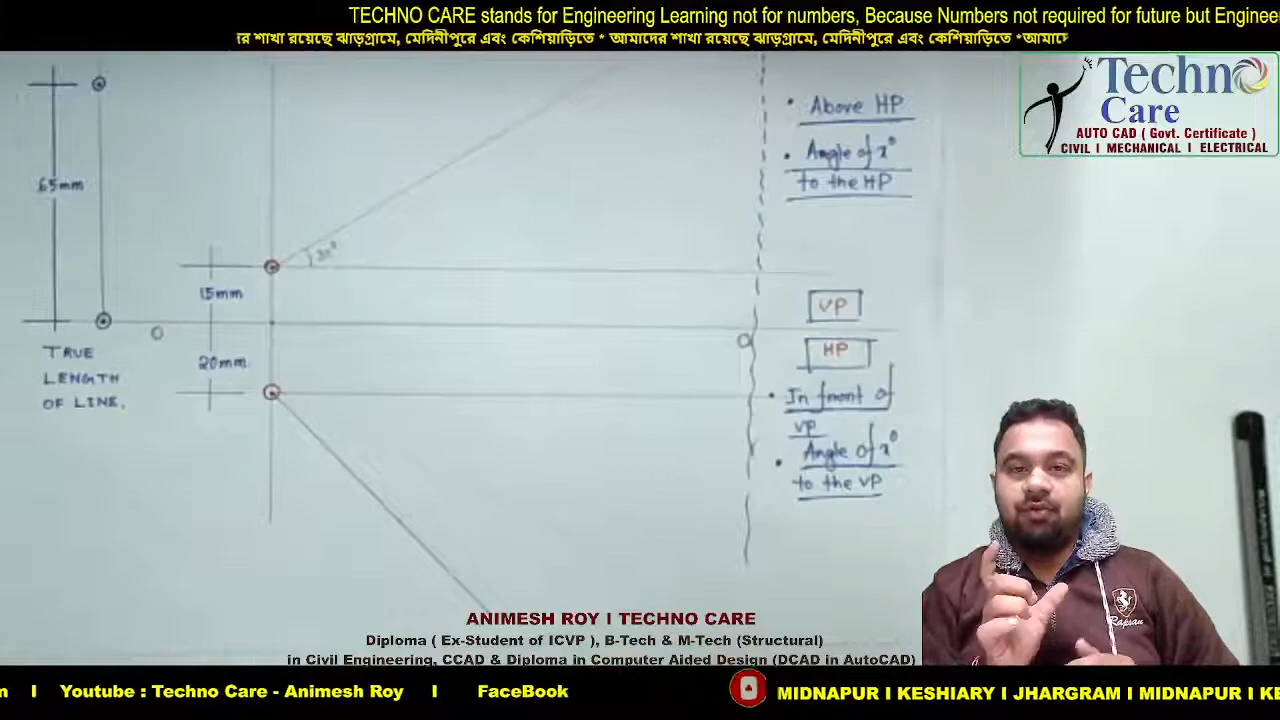 TECHNO CARE stands for Engineering Learning not for numbers, Because Numbers not required for future but Enginee
র শাখা রয়েছে ঝাড়গ্রামে, মেদিনীপুরে এবং কেশিয়াড়িতে * আমাদের শাখা রয়েছে ঝাড়গ্রামে, মেদিনীপুরে এবং কেশিয়াড়িতে *আমাদে
Techno
Care
AUTO CAD ( Govt. Certificate )
CIVIL I MECHANICAL I ELECTRICAL
• Above HP
• Angle of x°
to the HP
65mm
30°
15mm
VP
O
O
TRUE
LENGTH
OF LINE.
20mm
HP
• In front of
VP
• Angle of x°
to the VP
Rapsan
ANIMESH ROY I TECHNO CARE
Diploma ( Ex-Student of ICVP ), B-Tech & M-Tech (Structural)
in Civil Engineering, CCAD & Diploma in Computer Aided Design (DCAD in AutoCAD)
m I Youtube : Techno Care - Animesh Roy I FaceBook
MIDNAPUR I KESHIARY I JHARGRAM I MIDNAPUR I KE